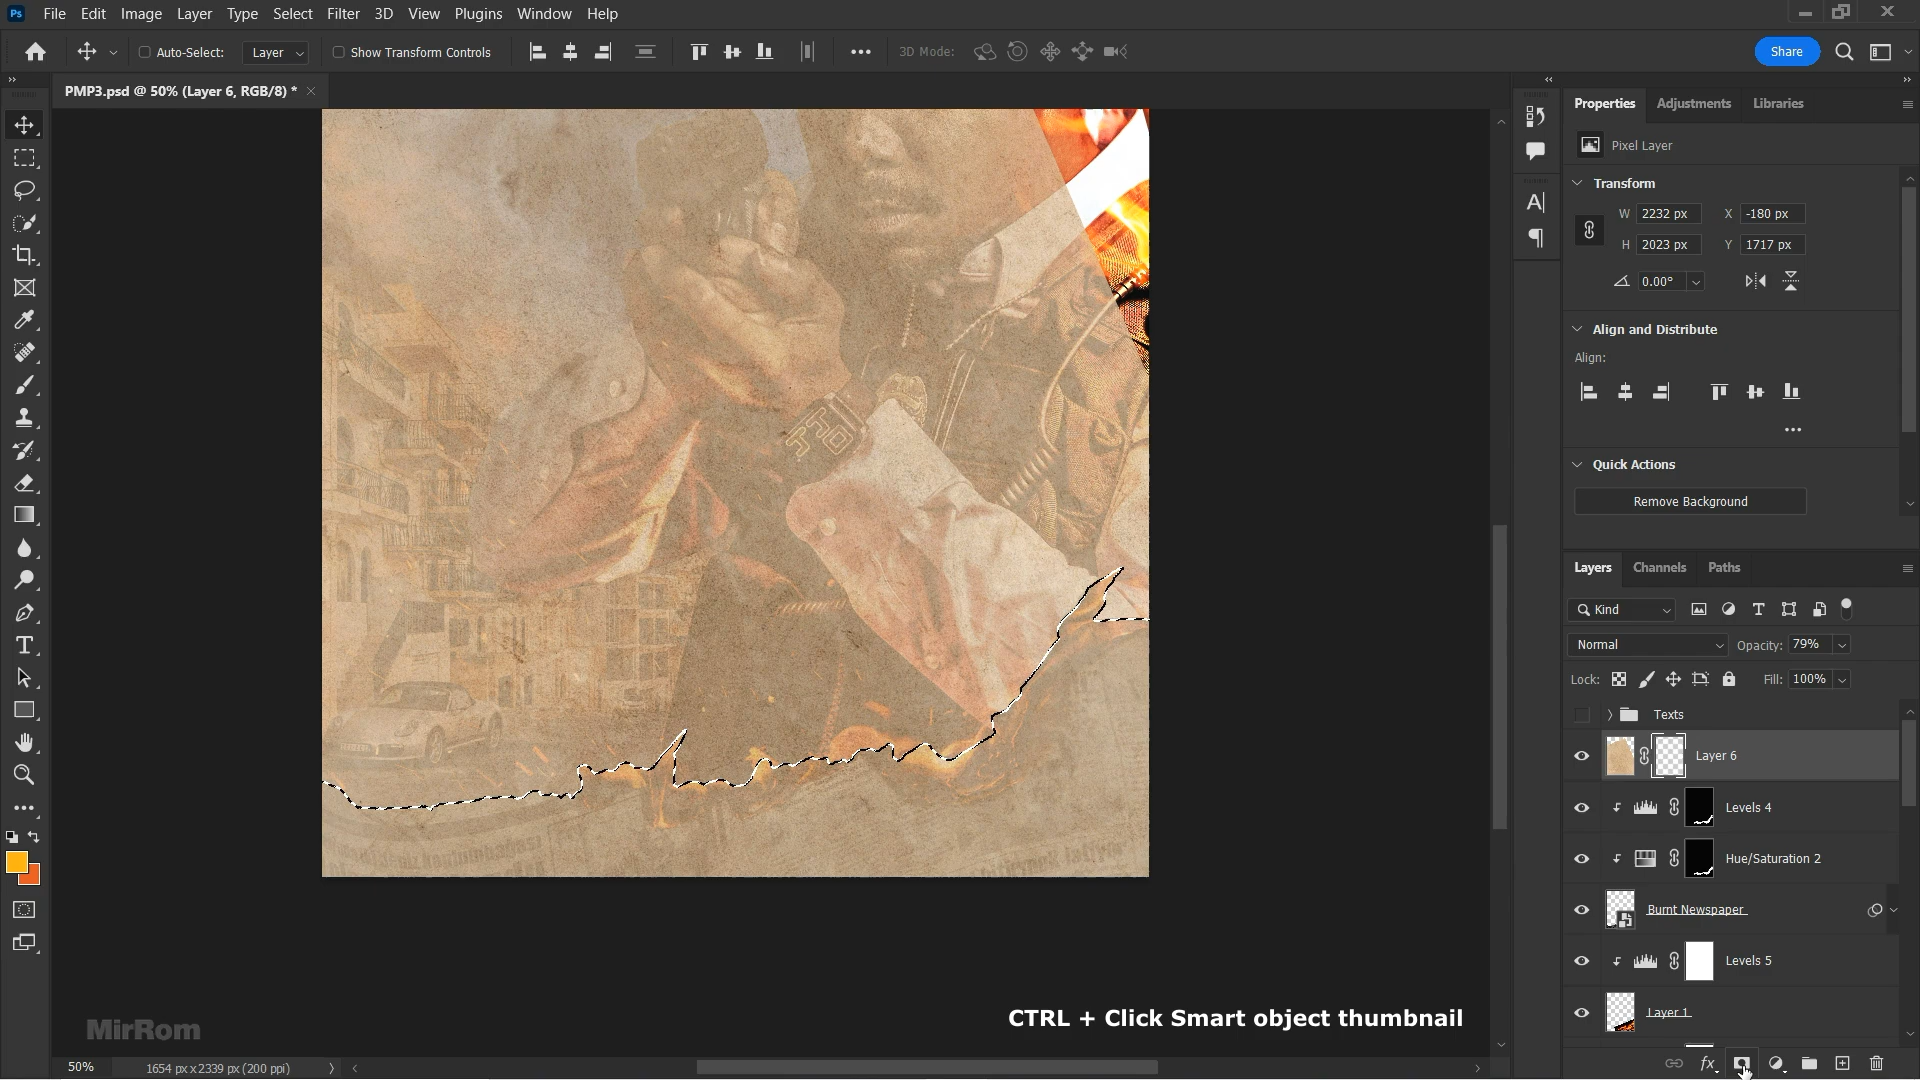 Ps File Edit Image Layer Type Select Filter 3D View Plugins Window Help
Auto-Select: Layer Show Transform Controls 3D Mode: Share
PMP3.psd @ 50% (Layer 6, RGB/8) *
Properties Adjustments Libraries
Pixel Layer
Transform
W 2232 px X -180 px
H 2023 px Y 1717 px
0.00°
Align and Distribute
Align:
Quick Actions
Remove Background
Layers Channels Paths
Kind
Normal Opacity: 79%
Lock: Fill: 100%
Texts
Layer 6
Levels 4
Hue/Saturation 2
Burnt Newspaper
Levels 5
Layer 1
fx
CTRL + Click Smart object thumbnail
MirRom
50% 1654 px x 2339 px (200 ppi)